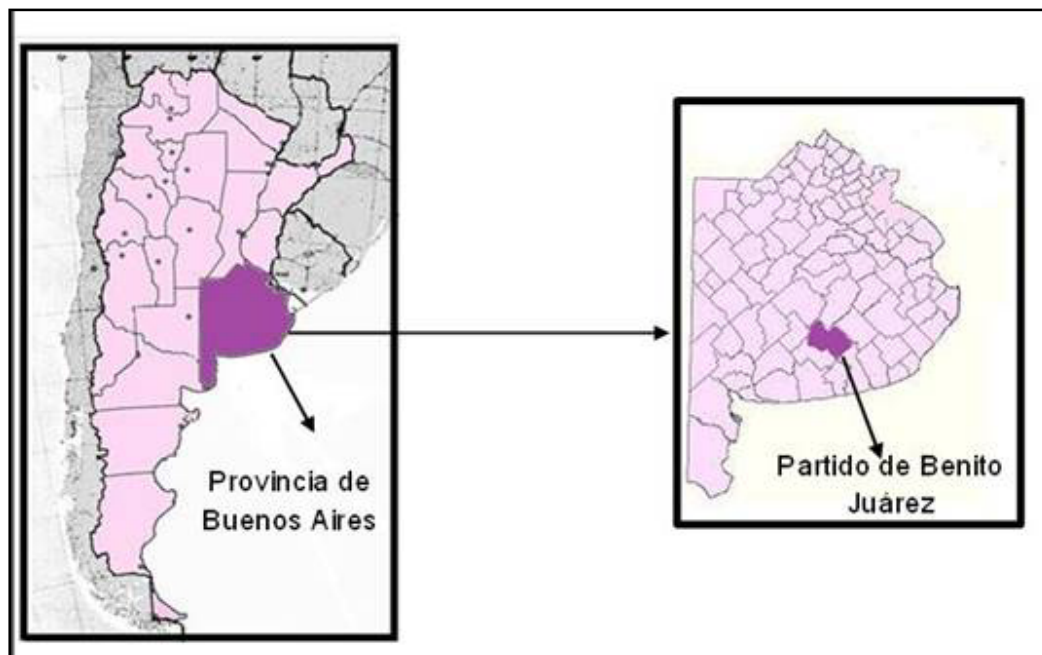 Provincia de
Buenos Aires
Partido de Benito
Juárez